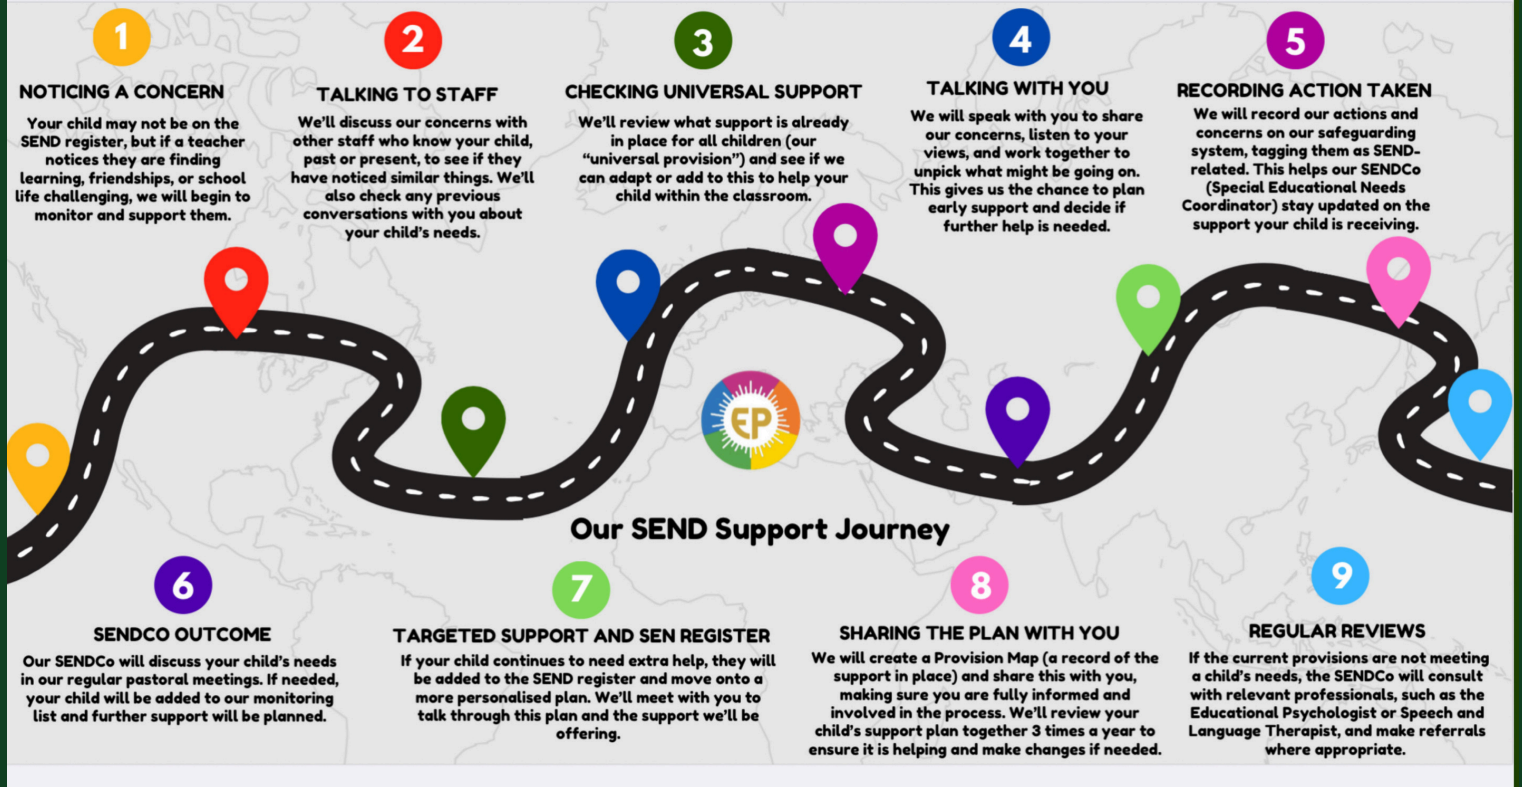 1
NOTICING A CONCERN
Your child may not be on the
SEND register, but if a teacher
notices they are finding
learning, friendships, or school
life challenging, we will begin to
monitor and support them.
2
TALKING TO STAFF
We'll discuss our concerns with
other staff who know your child,
past or present, to see if they
have noticed similar things. We'll
also check any previous
conversations with you about
your child's needs.
3
CHECKING UNIVERSAL SUPPORT
We'll review what support is already
in place for all children (our
"universal provision") and see if we
can adapt or add to this to help your
child within the classroom.
4
TALKING WITH YOU
We will speak with you to share
our concerns, listen to your
views, and work together to
unpick what might be going on.
This gives us the chance to plan
early support and decide if
further help is needed.
5
RECORDING ACTION TAKEN
We will record our actions and
concerns on our safeguarding
system, tagging them as SEND-
related. This helps our SENDCo
(Special Educational Needs
Coordinator) stay updated on the
support your child is receiving.
EP
Our SEND Support Journey
6
SENDCO OUTCOME
Our SENDCo will discuss your child's needs
in our regular pastoral meetings. If needed,
your child will be added to our monitoring
list and further support will be planned.
7
TARGETED SUPPORT AND SEN REGISTER
If your child continues to need extra help, they will
be added to the SEND register and move onto a
more personalised plan. We'll meet with you to
talk through this plan and the support we'll be
offering.
8
SHARING THE PLAN WITH YOU
We will create a Provision Map (a record of the
support in place) and share this with you,
making sure you are fully informed and
involved in the process. We'll review your
child's support plan together 3 times a year to
ensure it is helping and make changes if needed.
9
REGULAR REVIEWS
If the current provisions are not meeting
a child's needs, the SENDCo will consult
with relevant professionals, such as the
Educational Psychologist or Speech and
Language Therapist, and make referrals
where appropriate.